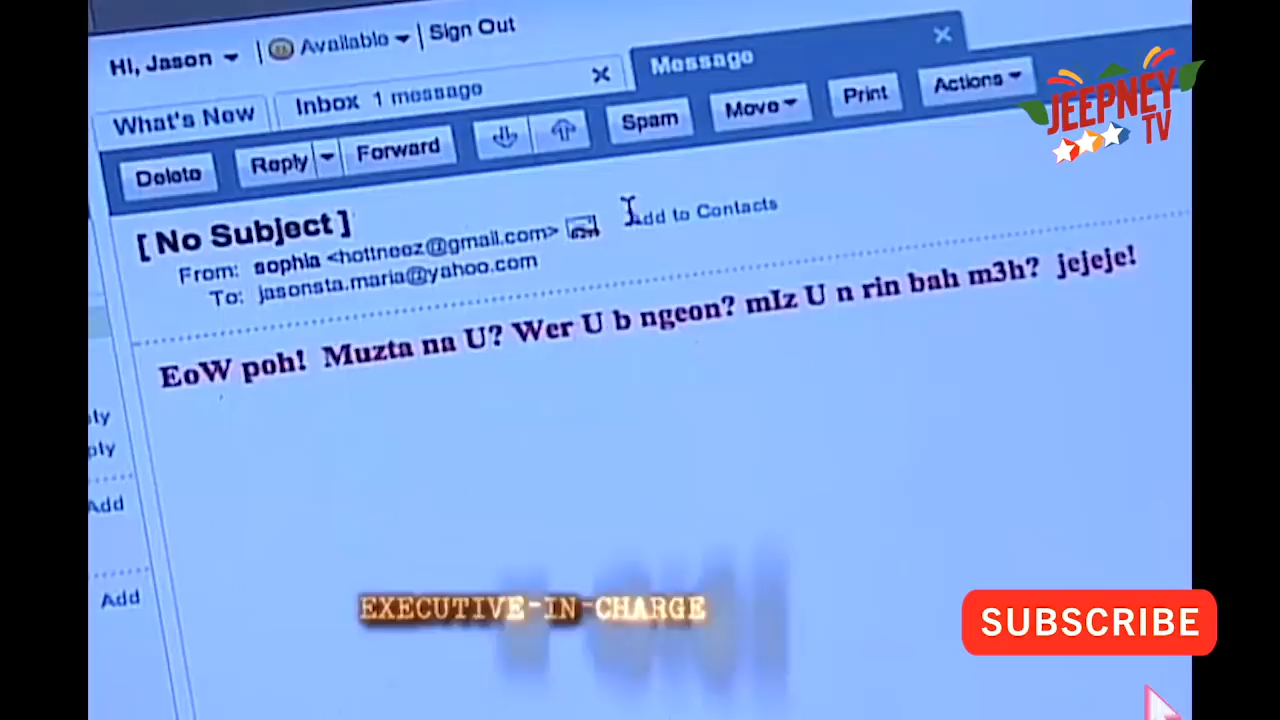 Hi, Jason
Available
Sign Out
What's New
Inbox 1 message
Message
Delete
Reply
Forward
Spam
Move
Print
Actions
JEEPNEY
TV
[ No Subject ]
From: sophia <hottneez@gmail.com>
Add to Contacts
To: jasonsta.maria@yahoo.com
EoW poh! Muzta na U? Wer U b ngeon? mIz U n rin bah m3h? jejeje!
ply
ply
Add
Add
EXECUTIVE-IN-CHARGE
SUBSCRIBE